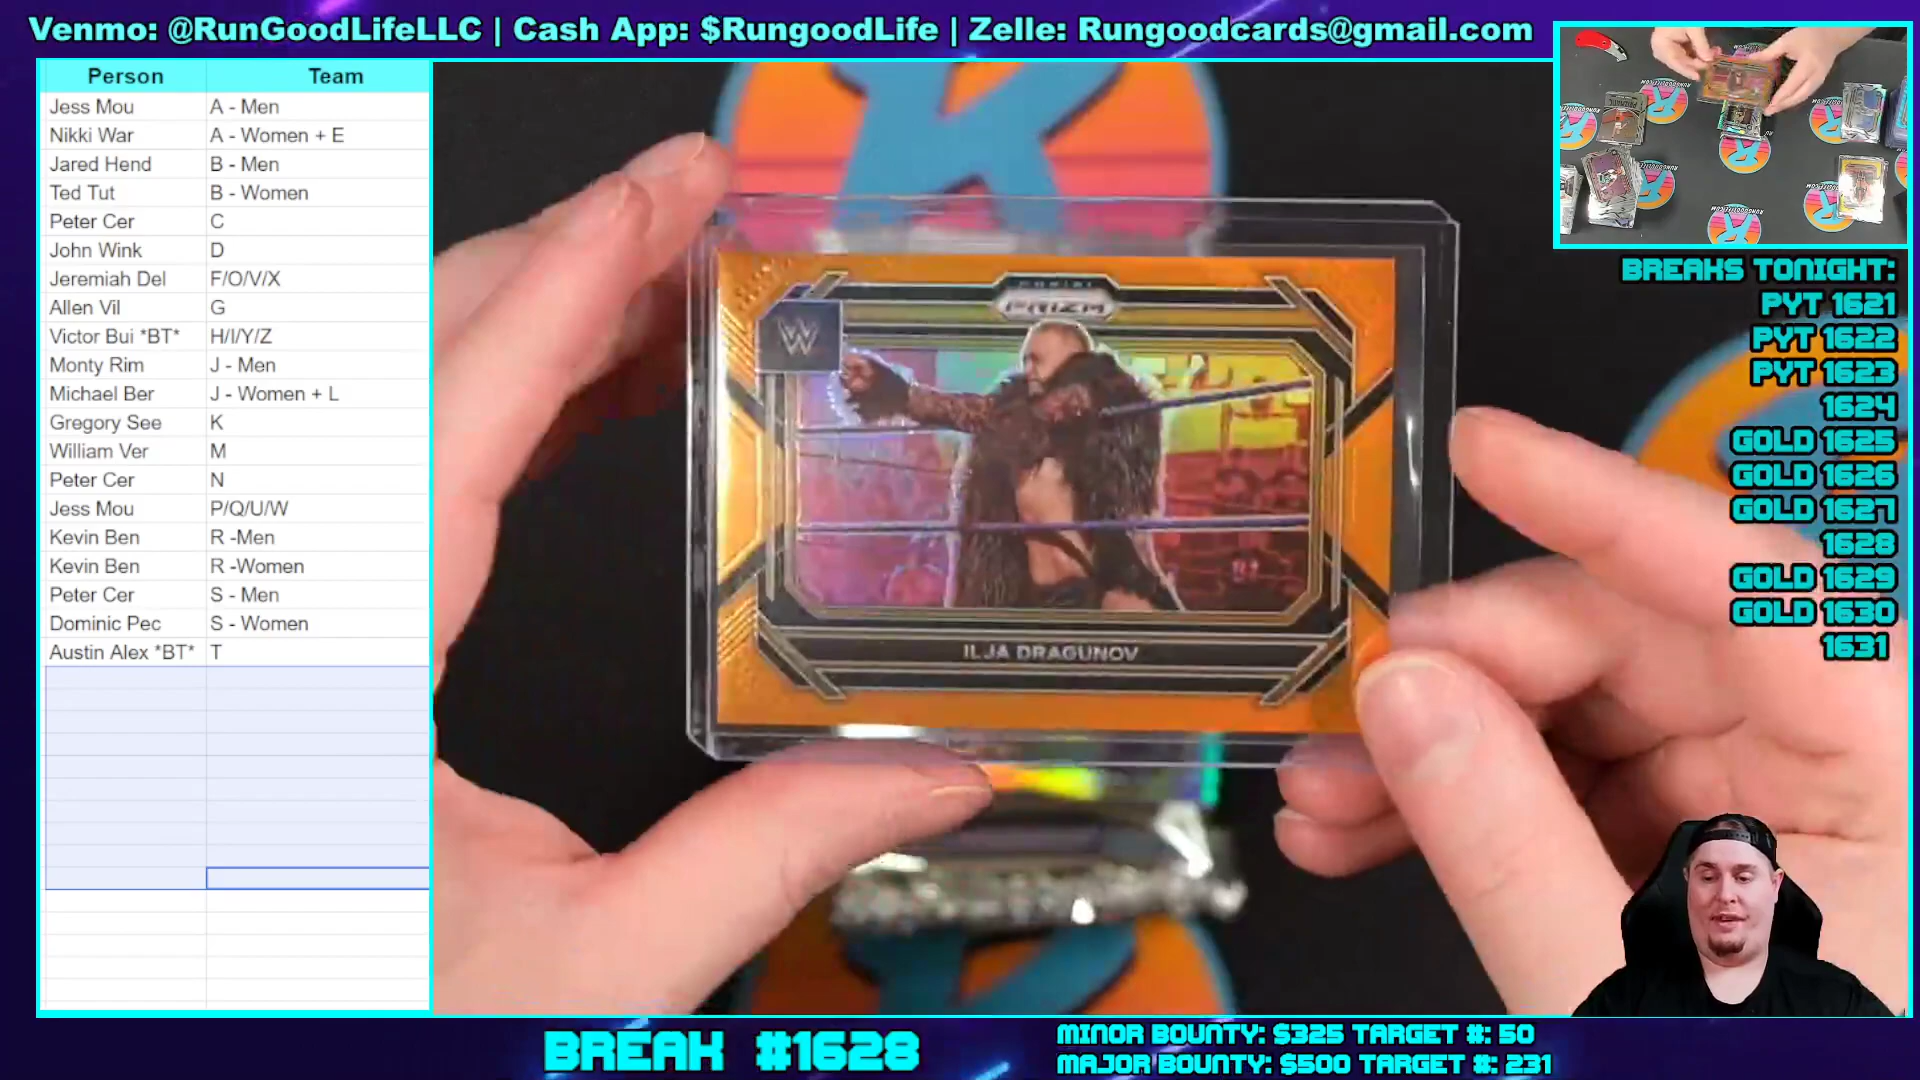 Venmo: @RunGoodLifeLLC | Cash App: $RungoodLife | Zelle: Rungoodcards@gmail.com
Person Team
Jess Mou A - Men
Nikki War A - Women + E
Jared Hend B - Men
Ted Tut B - Women
Peter Cer C
John Wink D
Jeremiah Del F/O/V/X
Allen Vil G
Victor Bui *BT* H/I/Y/Z
Monty Rim J - Men
Michael Ber J - Women + L
Gregory See K
William Ver M
Peter Cer N
Jess Mou P/Q/U/W
Kevin Ben R -Men
Kevin Ben R -Women
Peter Cer S - Men
Dominic Pec S - Women
Austin Alex *BT* T
PANINI
PRIZM
W
ILJA DRAGUNOV
BREAKS TONIGHT:
PYT 1621
PYT 1622
PYT 1623
1624
GOLD 1625
GOLD 1626
GOLD 1627
1628
GOLD 1629
GOLD 1630
1631
BREAK #1628
MINOR BOUNTY: $325 TARGET #: 50
MAJOR BOUNTY: $500 TARGET #: 231